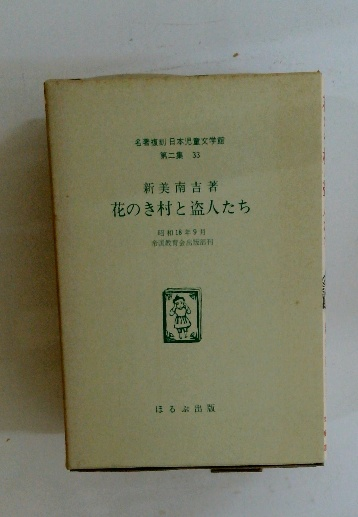 名著複刻 日本児童文学館
第二集 33
新美南吉著
花のき村と盗人たち
昭和18年9月
帝国教育会出版部刊
ほるぷ出版